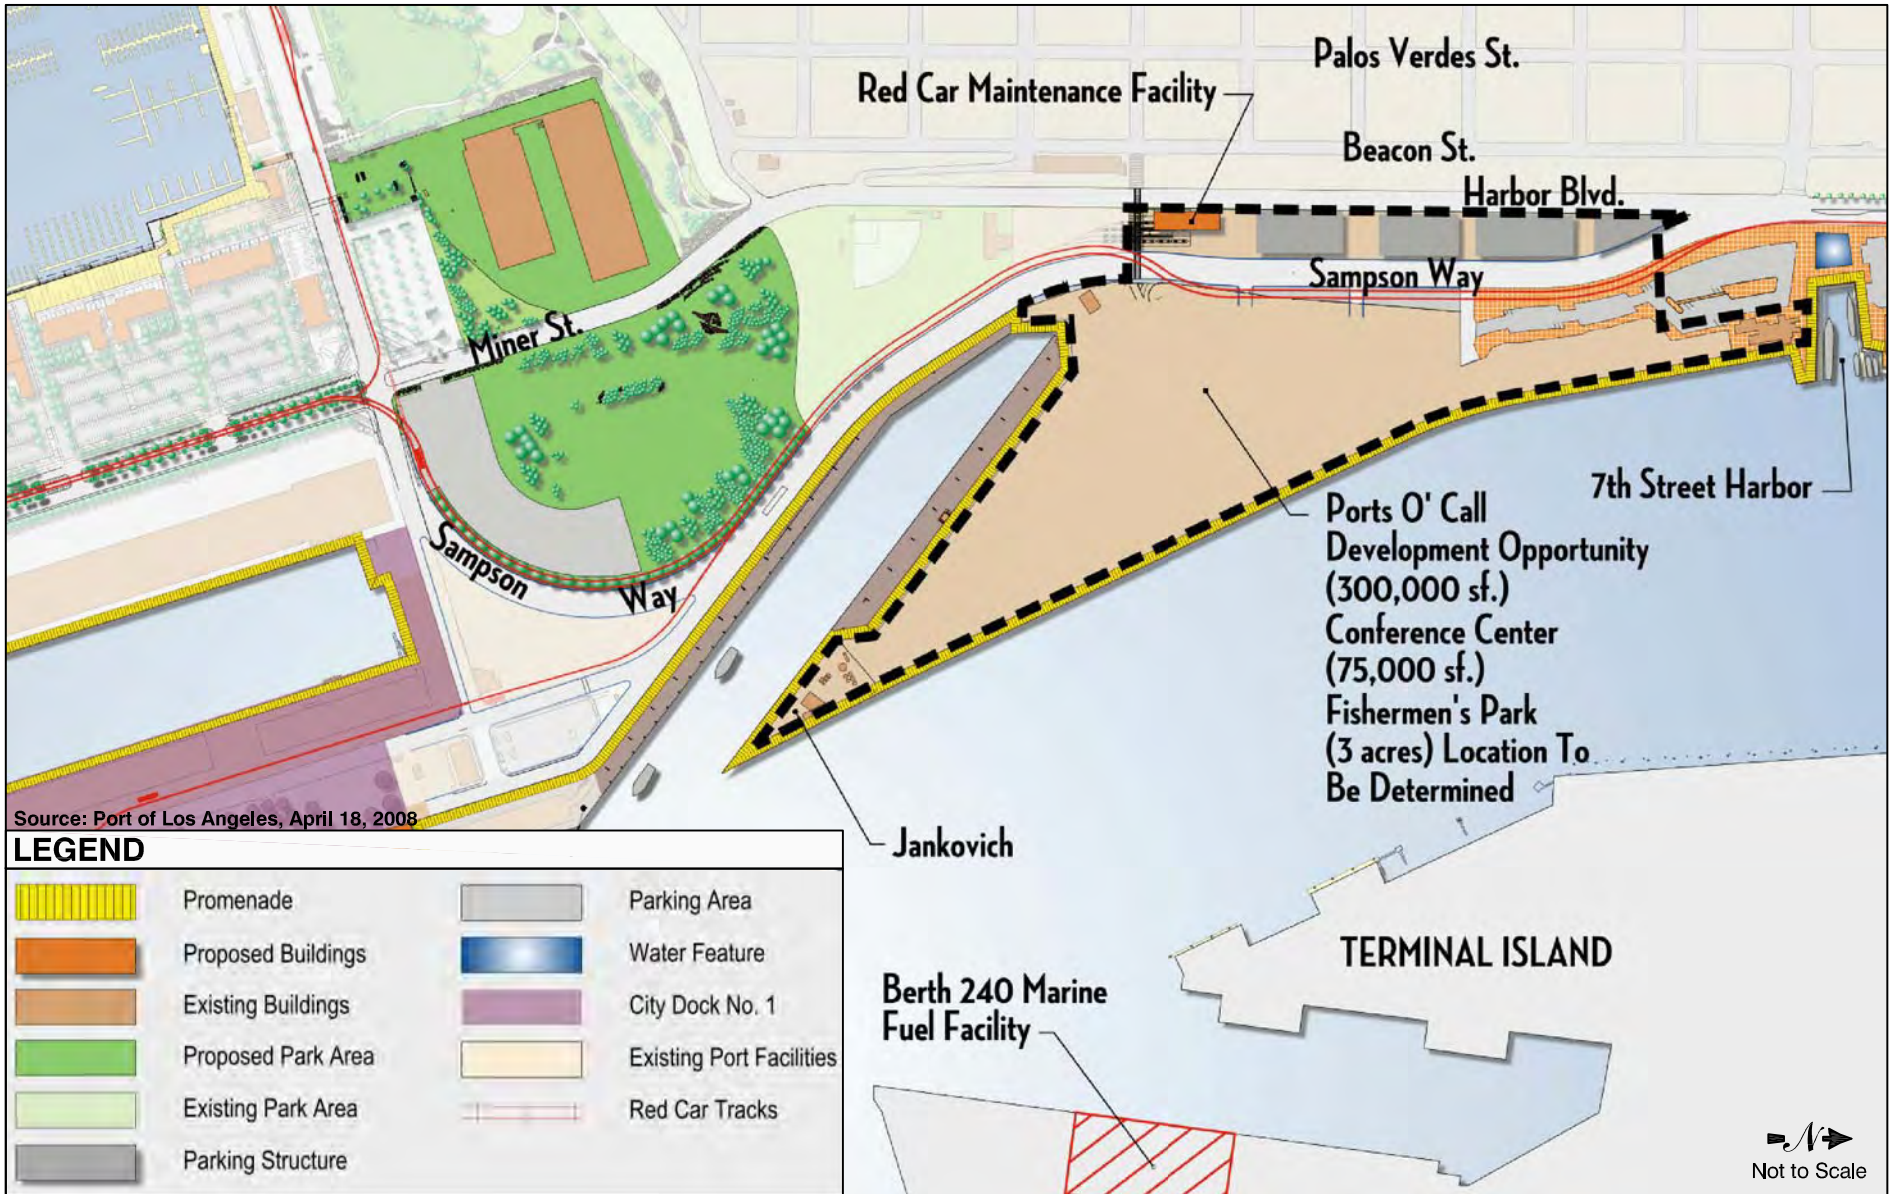 Palos Verdes St.
Red Car Maintenance Facility
Beacon St.
Harbor Blvd.
Sampson Way
Miner St.
7th Street Harbor
Ports O' Call
Development Opportunity
(300,000 sf.)
Conference Center
(75,000 sf.)
Fishermen's Park
(3 acres) Location To
Be Determined
Sampson
Way
Source: Port of Los Angeles, April 18, 2008
Jankovich
LEGEND
Promenade
Proposed Buildings
Existing Buildings
Proposed Park Area
Existing Park Area
Parking Structure
Parking Area
Water Feature
City Dock No. 1
Existing Port Facilities
Red Car Tracks
TERMINAL ISLAND
Berth 240 Marine
Fuel Facility
N
Not to Scale